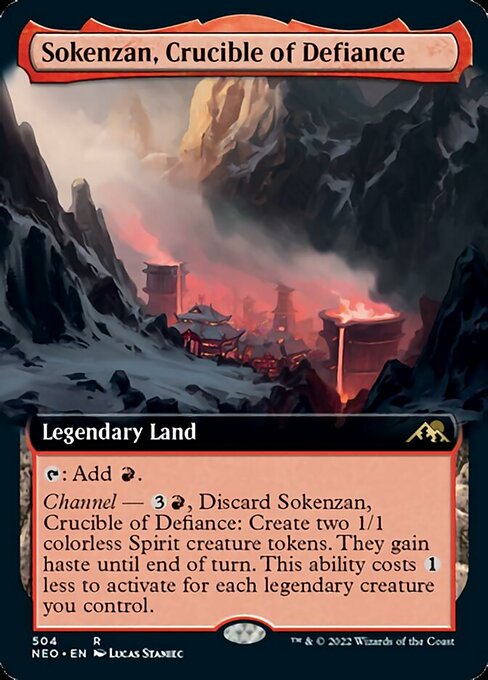 Sokenzan, Crucible of Defiance
Legendary Land
: Add .
Channel — 3, Discard Sokenzan,
Crucible of Defiance: Create two 1/1
colorless Spirit creature tokens. They gain
haste until end of turn. This ability costs 1
less to activate for each legendary creature
you control.
504 R
NEO • EN Lucas Staniec
™ & © 2022 Wizards of the Coast